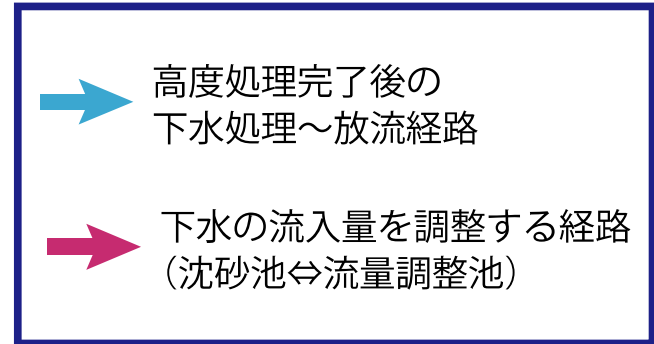 高度処理完了後の
下水処理～放流経路
下水の流入量を調整する経路
（沈砂池⇔流量調整池）